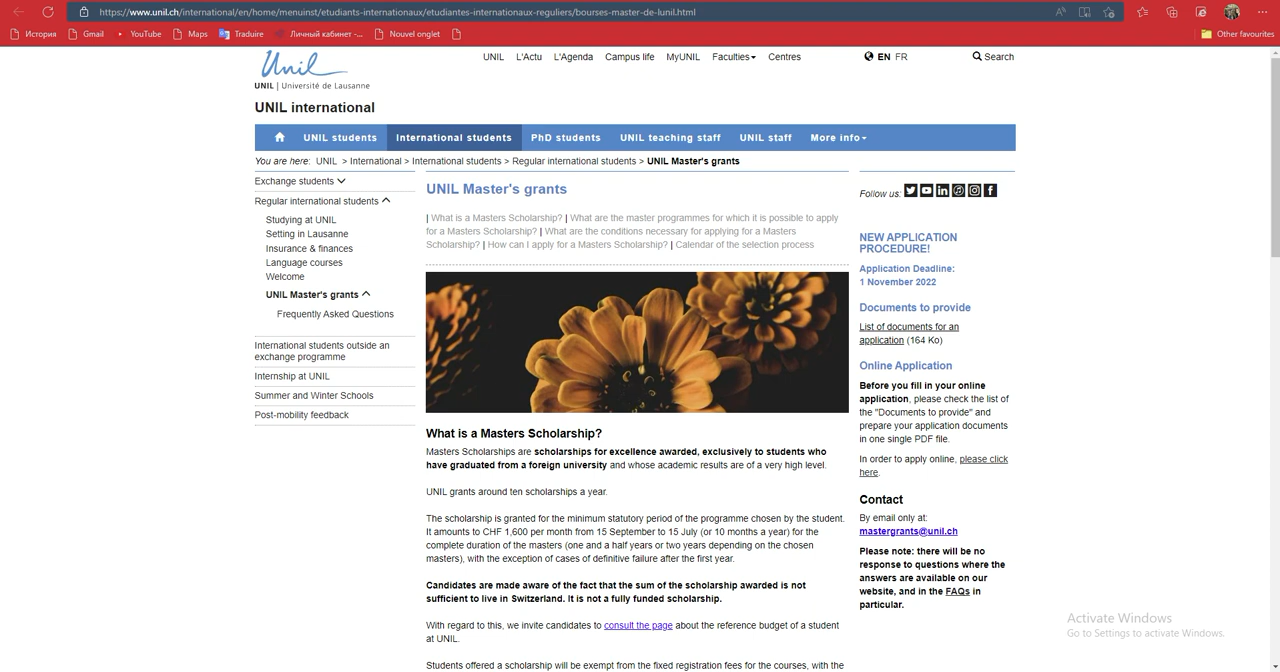 https://www.unil.ch/international/en/home/menuinst/etudiants-internationaux/etudiantes-internationaux-reguliers/bourses-master-de-lunil.html
История Gmail YouTube Maps Traduire Личный кабинет -... Nouvel onglet Other favourites
Unil
UNIL | Université de Lausanne
UNIL L'Actu L'Agenda Campus life MyUNIL Faculties Centres
EN FR
Search
UNIL international
UNIL students International students PhD students UNIL teaching staff UNIL staff More info
You are here: UNIL > International > International students > Regular international students > UNIL Master's grants
Exchange students
Regular international students
Studying at UNIL
Setting in Lausanne
Insurance & finances
Language courses
Welcome
UNIL Master's grants
Frequently Asked Questions
International students outside an
exchange programme
Internship at UNIL
Summer and Winter Schools
Post-mobility feedback
UNIL Master's grants
| What is a Masters Scholarship? | What are the master programmes for which it is possible to apply
for a Masters Scholarship? | What are the conditions necessary for applying for a Masters
Scholarship? | How can I apply for a Masters Scholarship? | Calendar of the selection process
What is a Masters Scholarship?
Masters Scholarships are scholarships for excellence awarded, exclusively to students who
have graduated from a foreign university and whose academic results are of a very high level.
UNIL grants around ten scholarships a year.
The scholarship is granted for the minimum statutory period of the programme chosen by the student.
It amounts to CHF 1,600 per month from 15 September to 15 July (or 10 months a year) for the
complete duration of the masters (one and a half years or two years depending on the chosen
masters), with the exception of cases of definitive failure after the first year.
Candidates are made aware of the fact that the sum of the scholarship awarded is not
sufficient to live in Switzerland. It is not a fully funded scholarship.
With regard to this, we invite candidates to consult the page about the reference budget of a student
at UNIL.
Students offered a scholarship will be exempt from the fixed registration fees for the courses, with the
Follow us:
NEW APPLICATION
PROCEDURE!
Application Deadline:
1 November 2022
Documents to provide
List of documents for an
application (164 Ko)
Online Application
Before you fill in your online
application, please check the list of
the "Documents to provide" and
prepare your application documents
in one single PDF file.
In order to apply online, please click
here.
Contact
By email only at:
mastergrants@unil.ch
Please note: there will be no
response to questions where the
answers are available on our
website, and in the FAQs in
particular.
Activate Windows
Go to Settings to activate Windows.